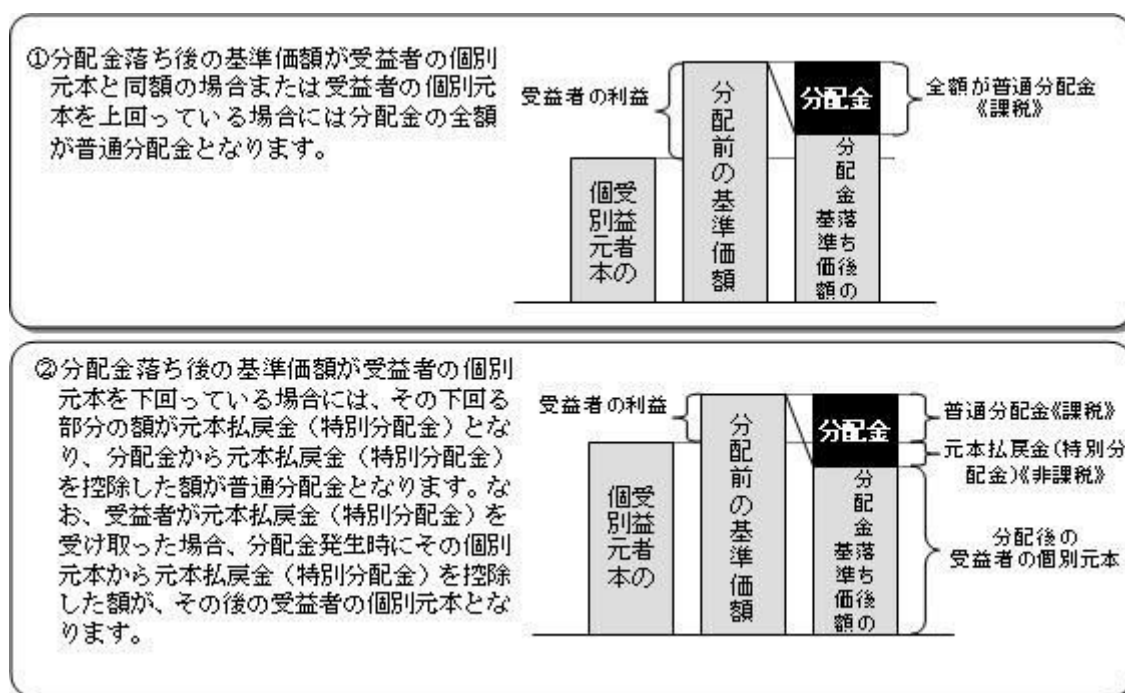 ①分配金落ち後の基準価額が受益者の個別
元本と同額の場合または受益者の個別元
本を上回っている場合には分配金の全額
が普通分配金となります。
受益者の利益
受益者の
個別元本
分配前の基準価額
分配金
分配金落ち後の
基準価額
全額が普通分配金
《課税》
②分配金落ち後の基準価額が受益者の個別
元本を下回っている場合には、その下回る
部分の額が元本払戻金（特別分配金）とな
り、分配金から元本払戻金（特別分配金）
を控除した額が普通分配金となります。な
お、受益者が元本払戻金（特別分配金）を
受け取った場合、分配金発生時にその個別
元本から元本払戻金（特別分配金）を控除
した額が、その後の受益者の個別元本とな
ります。
受益者の利益
受益者の
個別元本
分配前の基準価額
分配金
分配金落ち後の
基準価額
普通分配金《課税》
元本払戻金(特別分
配金)《非課税》
分配後の
受益者の個別元本